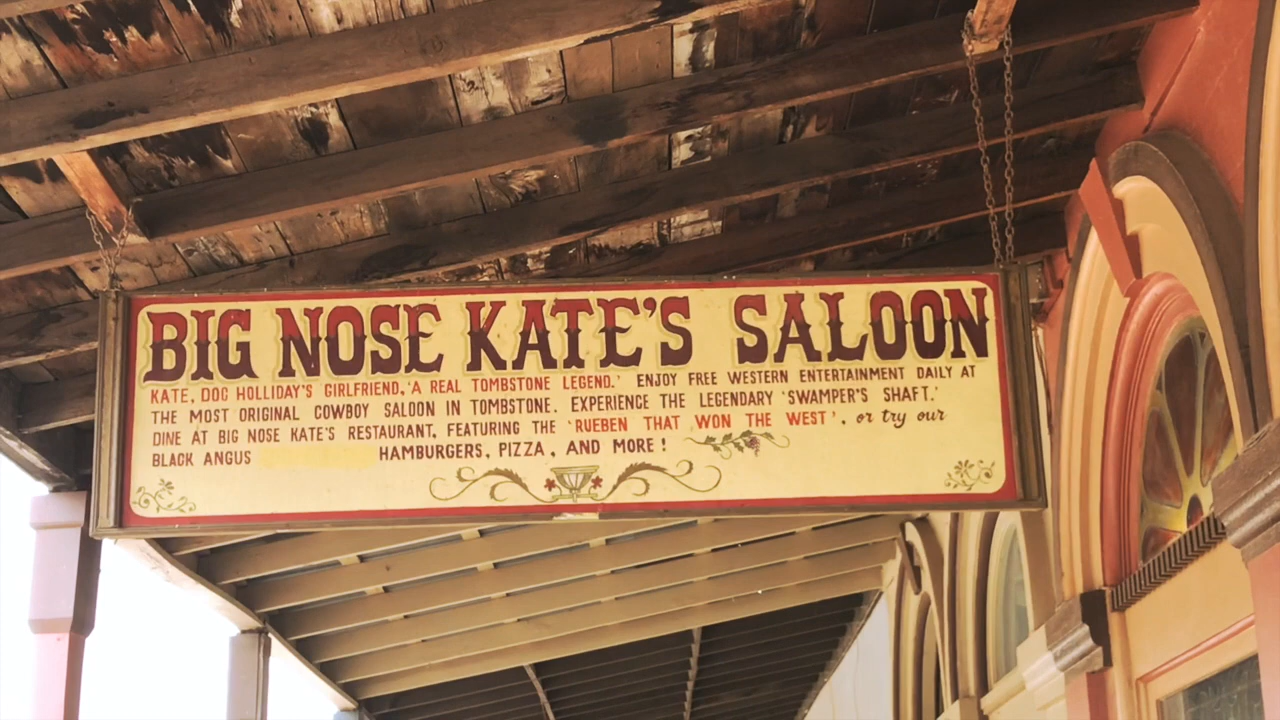 BIG NOSE KATE'S SALOON
KATE, DOC HOLLIDAY'S GIRLFRIEND, 'A REAL TOMBSTONE LEGEND.' ENJOY FREE WESTERN ENTERTAINMENT DAILY AT
THE MOST ORIGINAL COWBOY SALOON IN TOMBSTONE. EXPERIENCE THE LEGENDARY 'SWAMPER'S SHAFT.'
DINE AT BIG NOSE KATE'S RESTAURANT, FEATURING THE 'RUEBEN THAT WON THE WEST', or try our
BLACK ANGUS HAMBURGERS, PIZZA, AND MORE!